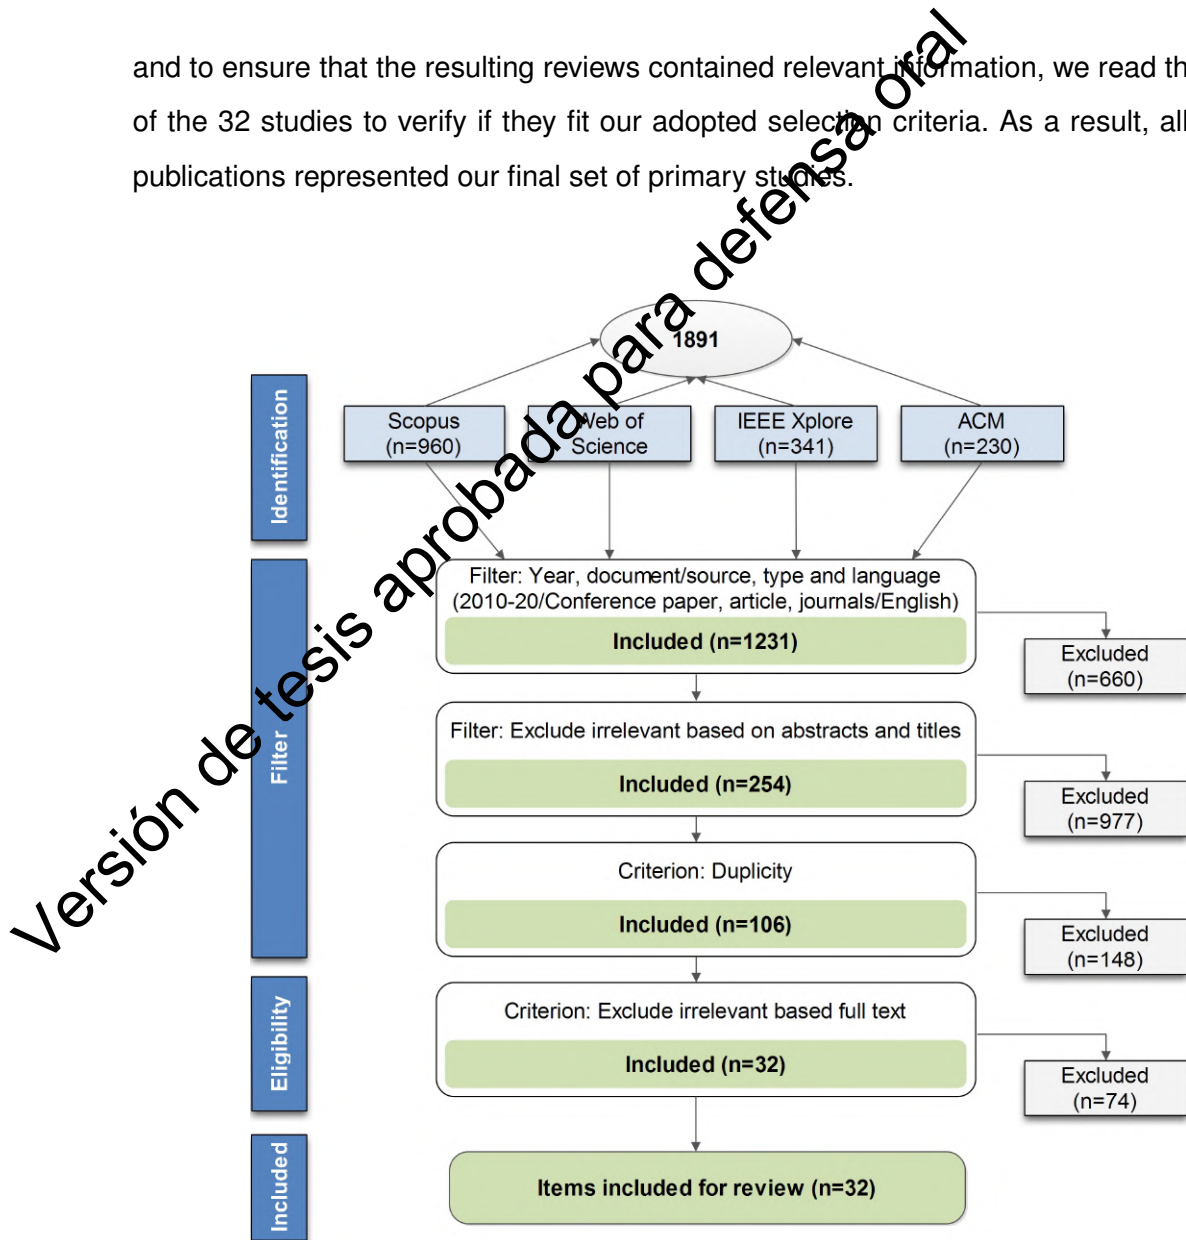 and to ensure that the resulting reviews contained relevant information, we read th
of the 32 studies to verify if they fit our adopted selection criteria. As a result, all
publications represented our final set of primary studies.
1891
Identification
Scopus
(n=960)
Web of
Science
IEEE Xplore
(n=341)
ACM
(n=230)
Filter
Filter: Year, document/source, type and language
(2010-20/Conference paper, article, journals/English)
Included (n=1231)
Excluded
(n=660)
Filter: Exclude irrelevant based on abstracts and titles
Included (n=254)
Excluded
(n=977)
Criterion: Duplicity
Included (n=106)
Excluded
(n=148)
Eligibility
Criterion: Exclude irrelevant based full text
Included (n=32)
Excluded
(n=74)
Included
Items included for review (n=32)
Versión de tesis aprobada para defensa oral